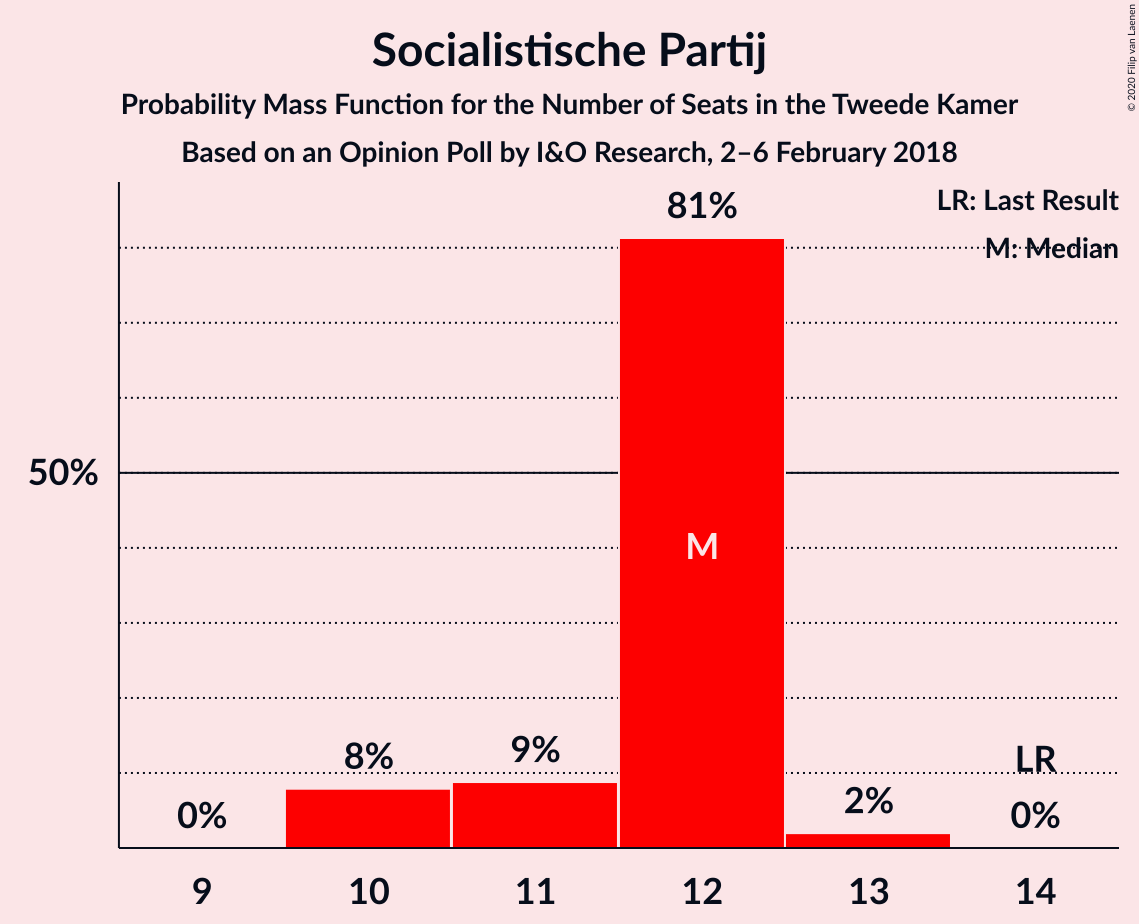 Socialistische Partij
Probability Mass Function for the Number of Seats in the Tweede Kamer
Based on an Opinion Poll by I&O Research, 2–6 February 2018
© 2020 Filip van Laenen
LR: Last Result
M: Median
81%
50%
M
8%
9%
LR
0%
2%
0%
9
10
11
12
13
14